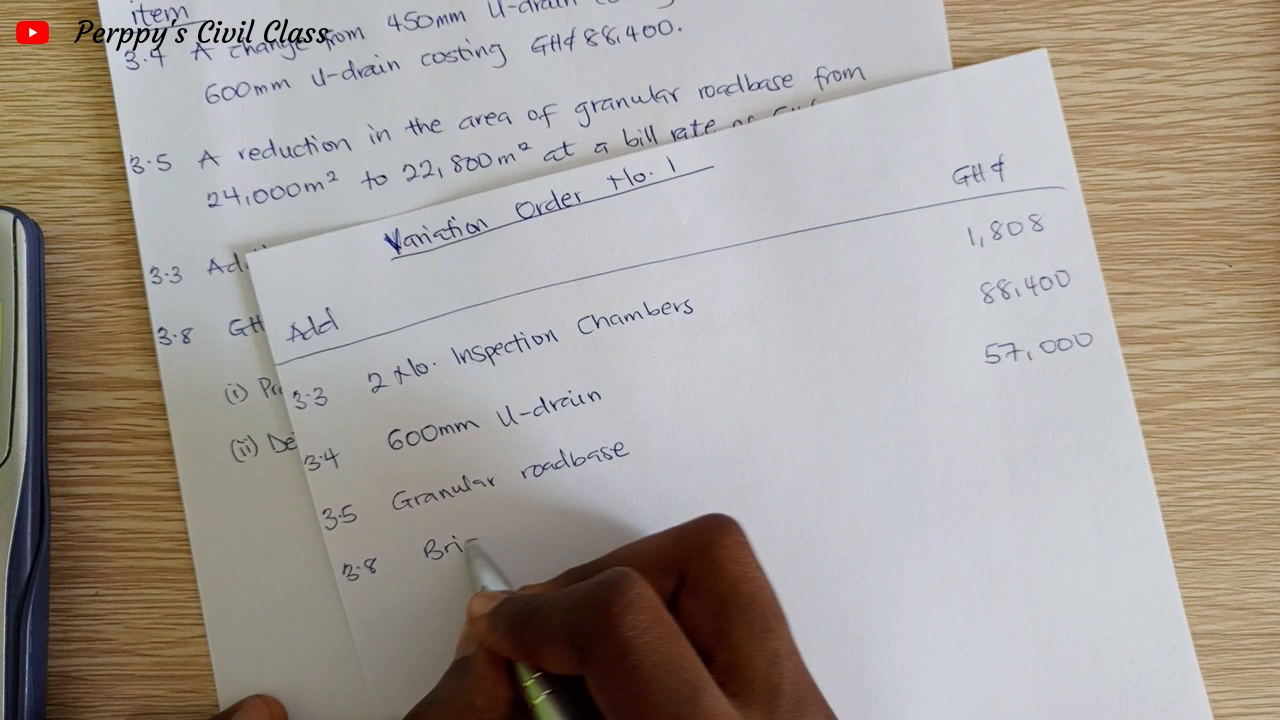 Perppy's Civil Class
item
3.4 A change from 450mm U-drain
600mm U-drain costing GH¢88,400.
3.5 A reduction in the area of granular roadbase from
24,000m² to 22,800m² at a bill rate
3.3
3.8 GH
(i)
(ii)
Variation Order No. 1
GH¢
Add
3.3 2 No. Inspection Chambers 1,808
3.4 600mm U-drain 88,400
3.5 Granular roadbase 57,000
3.8 Bri